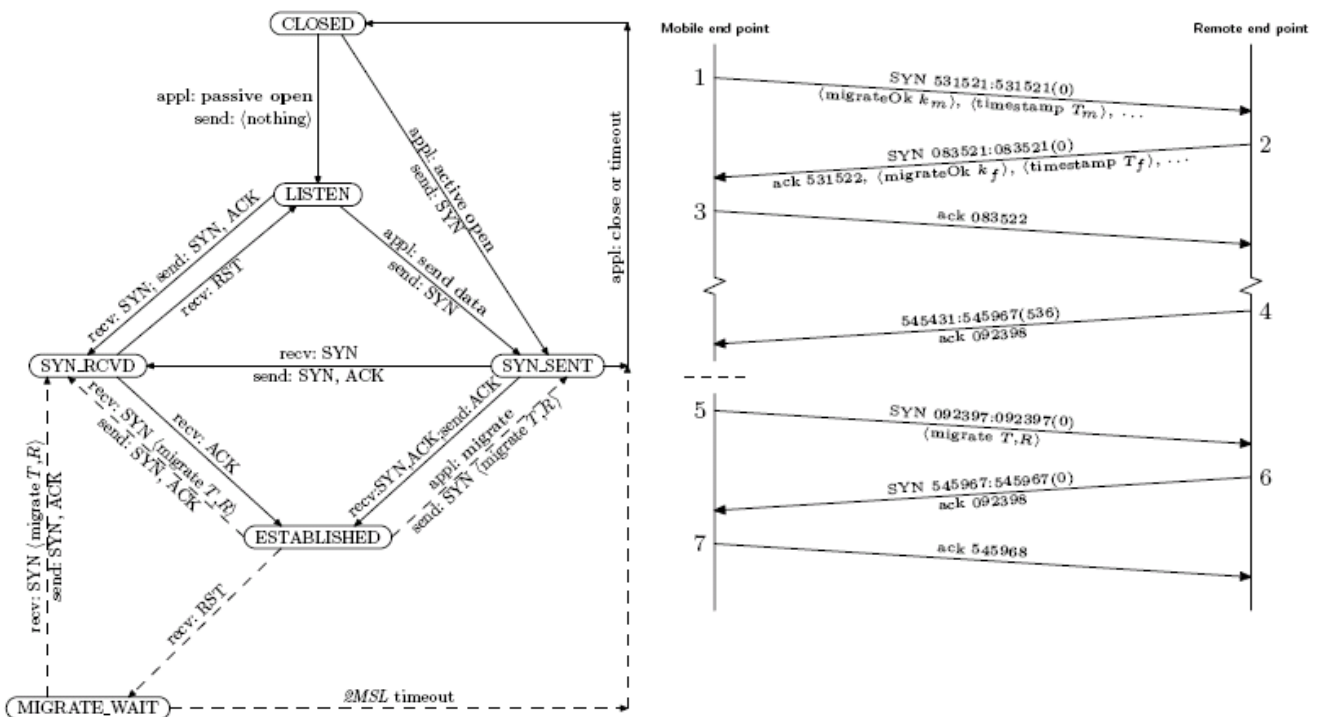 CLOSED
appl: passive open
send: ⟨nothing⟩
appl: active open
send: SYN
appl: close or timeout
LISTEN
recv: SYN; send: SYN, ACK
recv: RST
appl: send data
send: SYN
SYN_RCVD
recv: SYN
send: SYN, ACK
SYN_SENT
recv: SYN ⟨migrate T,R⟩
send: SYN, ACK
recv: ACK
recv:SYN,ACK,send:ACK
appl: migrate
send: SYN ⟨migrate T,R⟩
recv: SYN ⟨migrate T,R⟩
send: SYN, ACK
ESTABLISHED
recv: RST
MIGRATE_WAIT
2MSL timeout
Mobile end point
Remote end point
1
SYN 531521:531521(0)
⟨migrateOk km⟩, ⟨timestamp Tm⟩, ...
2
SYN 083521:083521(0)
ack 531522, ⟨migrateOk kf⟩, ⟨timestamp Tf⟩, ...
3
ack 083522
4
545431:545967(536)
ack 092398
5
SYN 092397:092397(0)
⟨migrate T,R⟩
6
SYN 545967:545967(0)
ack 092398
7
ack 545968